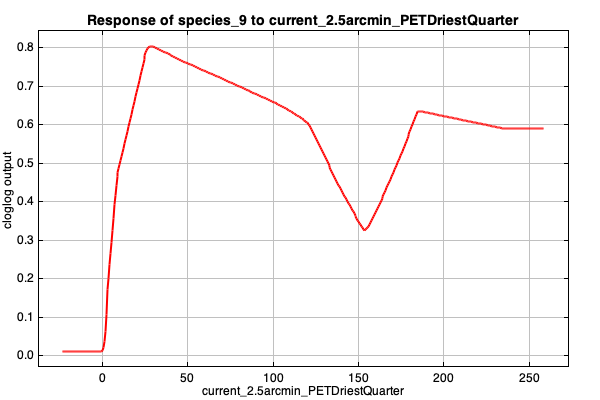 Response of species_9 to current_2.5arcmin_PETDriestQuarter
0.8
0.7
0.6
0.5
0.4
0.3
0.2
0.1
0.0
cloglog output
0 50 100 150 200 250
current_2.5arcmin_PETDriestQuarter